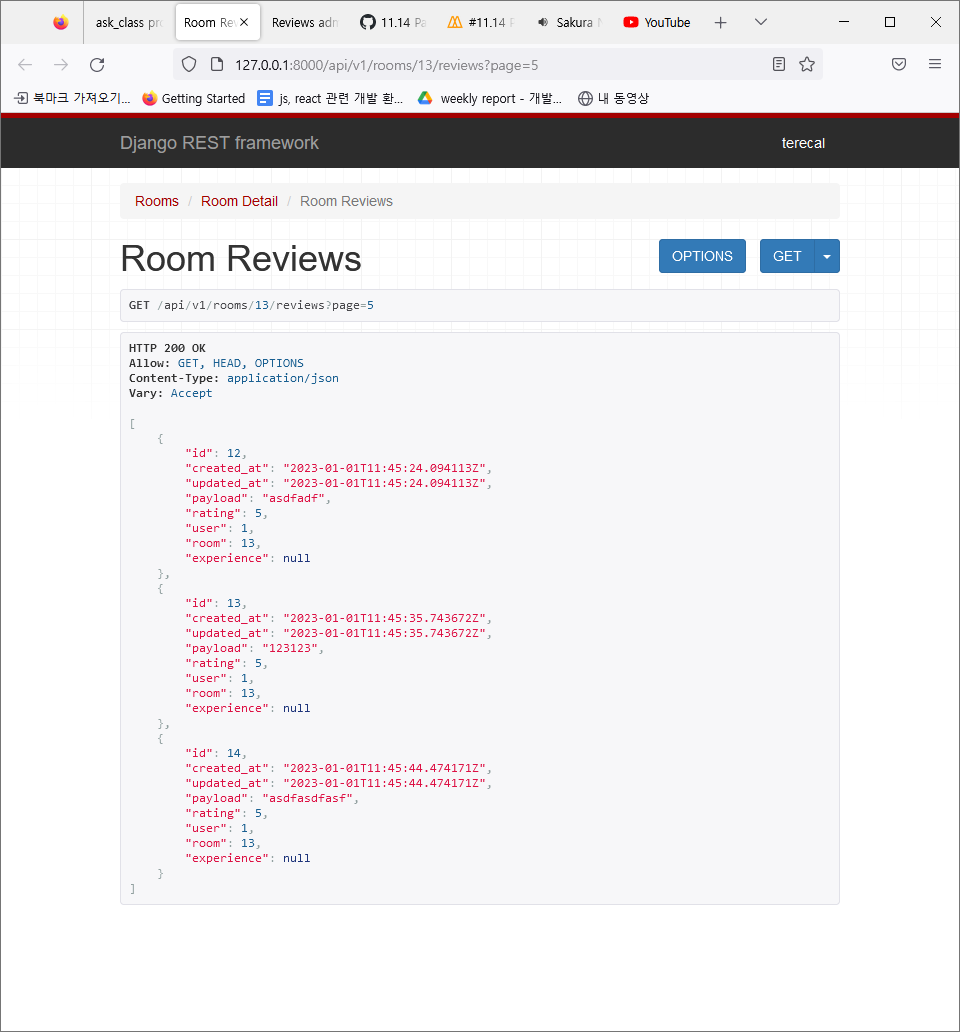 ask_class pro
Room Rev
Reviews adm
11.14 Pa
#11.14 P
Sakura N
YouTube
127.0.0.1:8000/api/v1/rooms/13/reviews?page=5
북마크 가져오기...
Getting Started
js, react 관련 개발 환...
weekly report - 개발...
내 동영상
Django REST framework
terecal
Rooms / Room Detail / Room Reviews
Room Reviews
OPTIONS
GET
GET /api/v1/rooms/13/reviews?page=5
HTTP 200 OK
Allow: GET, HEAD, OPTIONS
Content-Type: application/json
Vary: Accept
[
{
"id": 12,
"created_at": "2023-01-01T11:45:24.094113Z",
"updated_at": "2023-01-01T11:45:24.094113Z",
"payload": "asdfadf",
"rating": 5,
"user": 1,
"room": 13,
"experience": null
},
{
"id": 13,
"created_at": "2023-01-01T11:45:35.743672Z",
"updated_at": "2023-01-01T11:45:35.743672Z",
"payload": "123123",
"rating": 5,
"user": 1,
"room": 13,
"experience": null
},
{
"id": 14,
"created_at": "2023-01-01T11:45:44.474171Z",
"updated_at": "2023-01-01T11:45:44.474171Z",
"payload": "asdfasdfasf",
"rating": 5,
"user": 1,
"room": 13,
"experience": null
}
]